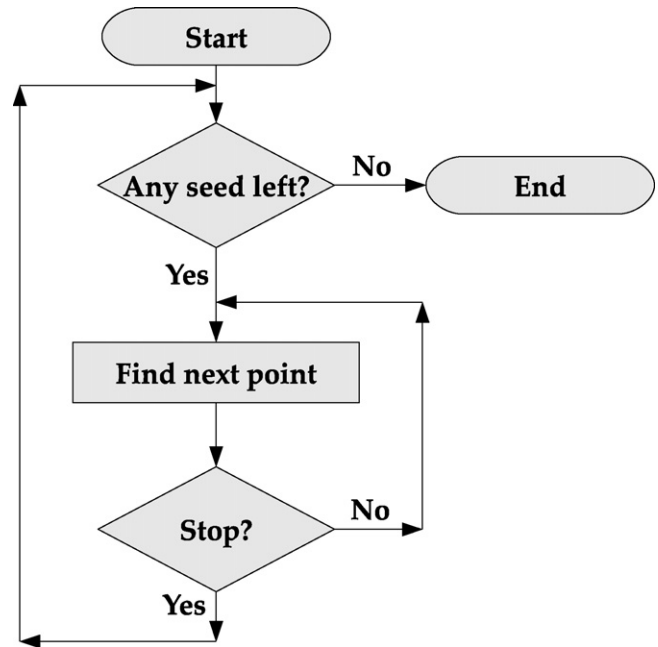 Start
Any seed left?
No
End
Yes
Find next point
Stop?
No
Yes